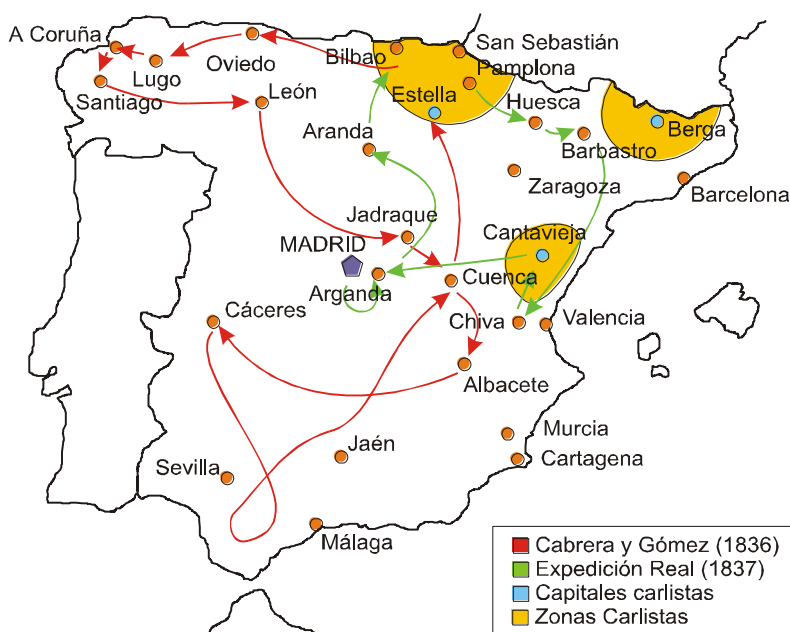 A Coruña
Lugo
Oviedo
Santiago
León
Bilbao
San Sebastián
Pamplona
Estella
Huesca
Aranda
Barbastro
Berga
Zaragoza
Barcelona
Jadraque
MADRID
Cantavieja
Arganda
Cuenca
Cáceres
Chiva
Valencia
Albacete
Murcia
Jaén
Sevilla
Cartagena
Málaga
Cabrera y Gómez (1836)
Expedición Real (1837)
Capitales carlistas
Zonas Carlistas